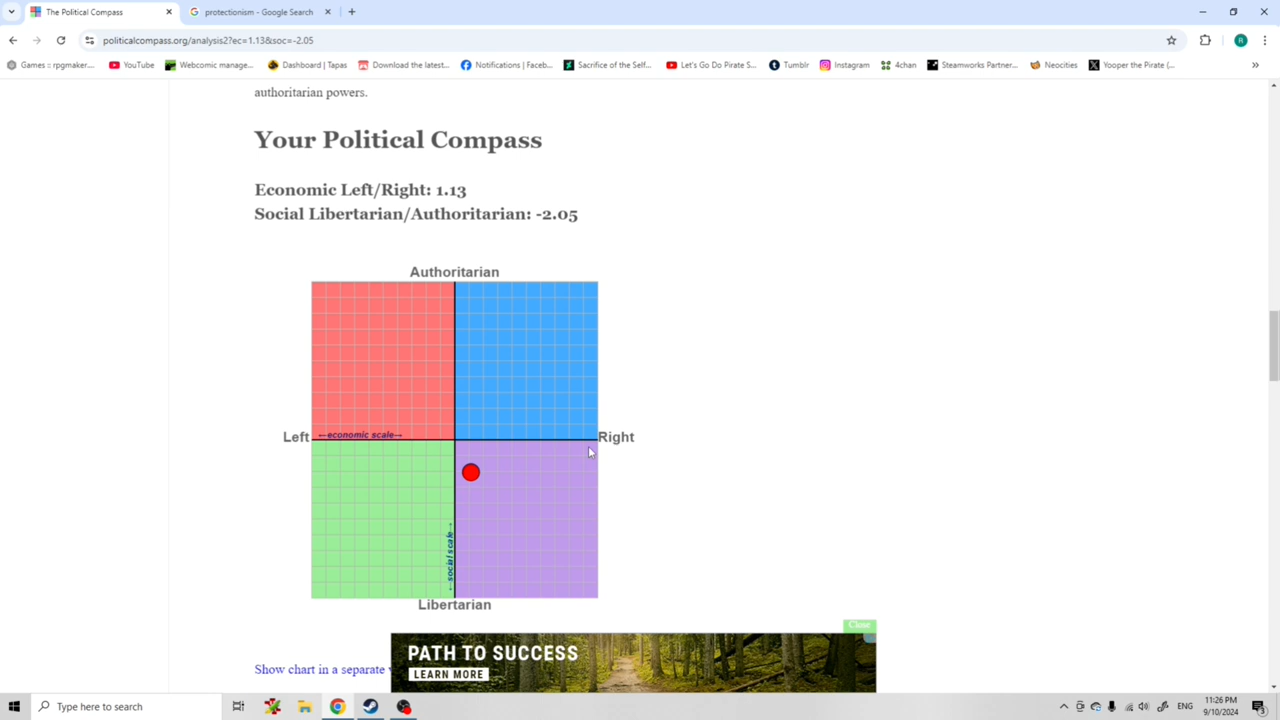 The Political Compass
protectionism - Google Search
politicalcompass.org/analysis2?ec=1.13&soc=-2.05
Games :: rpgmaker....
YouTube
Webcomic manage...
Dashboard | Tapas
Download the latest...
Notifications | Faceb...
Sacrifice of the Self...
Let's Go Do Pirate S...
Tumblr
Instagram
4chan
Steamworks Partner...
Neocities
Yooper the Pirate (...
authoritarian powers.
Your Political Compass
Economic Left/Right: 1.13
Social Libertarian/Authoritarian: -2.05
Authoritarian
Left
←economic scale→
Right
←social scale→
Libertarian
Close
Show chart in a separate
PATH TO SUCCESS
LEARN MORE
Type here to search
ENG
11:26 PM
9/10/2024